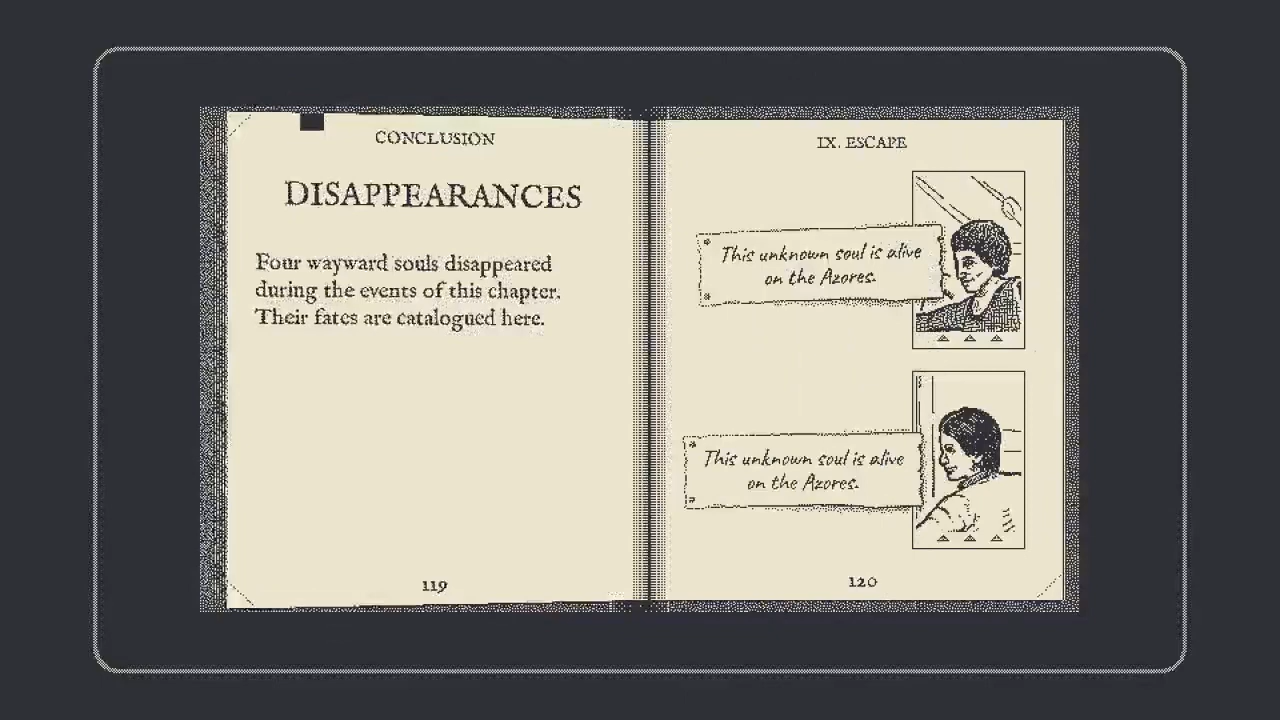 CONCLUSION
DISAPPEARANCES
Four wayward souls disappeared
during the events of this chapter.
Their fates are catalogued here.
119
IX. ESCAPE
This unknown soul is alive
on the Azores.
This unknown soul is alive
on the Azores.
120